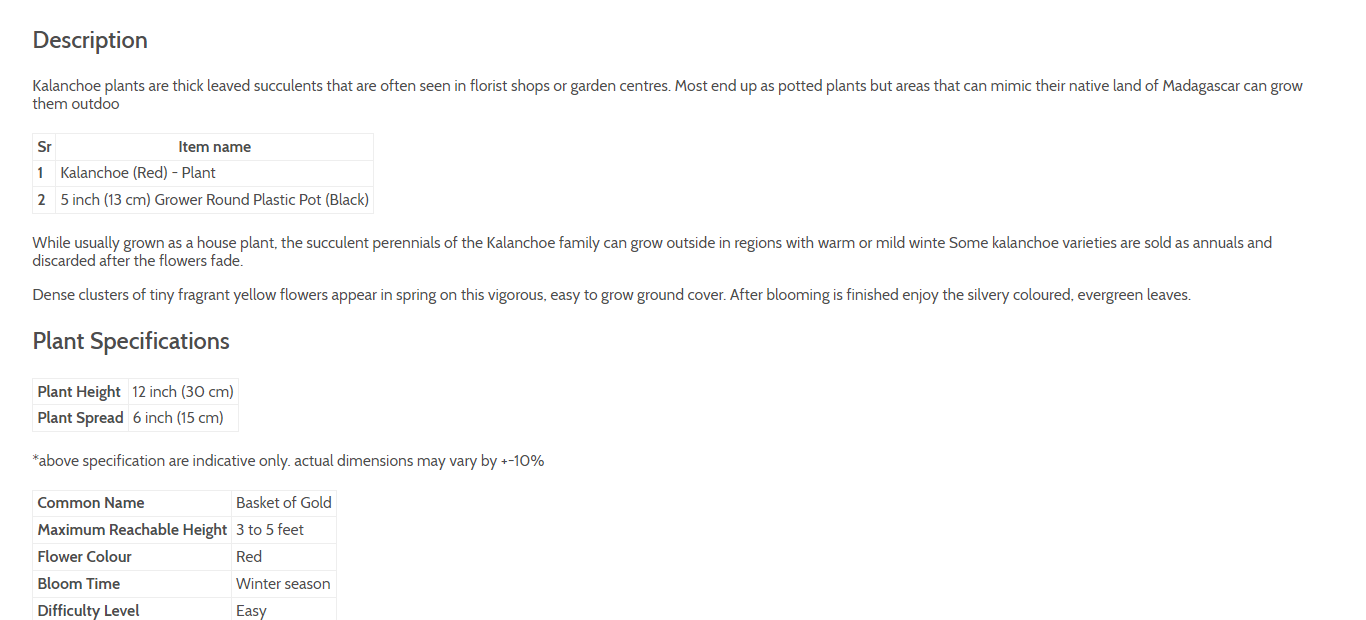 Description
Kalanchoe plants are thick leaved succulents that are often seen in florist shops or garden centres. Most end up as potted plants but areas that can mimic their native land of Madagascar can grow
them outdoo
Sr Item name
1 Kalanchoe (Red) - Plant
2 5 inch (13 cm) Grower Round Plastic Pot (Black)
While usually grown as a house plant, the succulent perennials of the Kalanchoe family can grow outside in regions with warm or mild winte Some kalanchoe varieties are sold as annuals and
discarded after the flowers fade.
Dense clusters of tiny fragrant yellow flowers appear in spring on this vigorous, easy to grow ground cover. After blooming is finished enjoy the silvery coloured, evergreen leaves.
Plant Specifications
Plant Height 12 inch (30 cm)
Plant Spread 6 inch (15 cm)
*above specification are indicative only. actual dimensions may vary by +-10%
Common Name Basket of Gold
Maximum Reachable Height 3 to 5 feet
Flower Colour Red
Bloom Time Winter season
Difficulty Level Easy